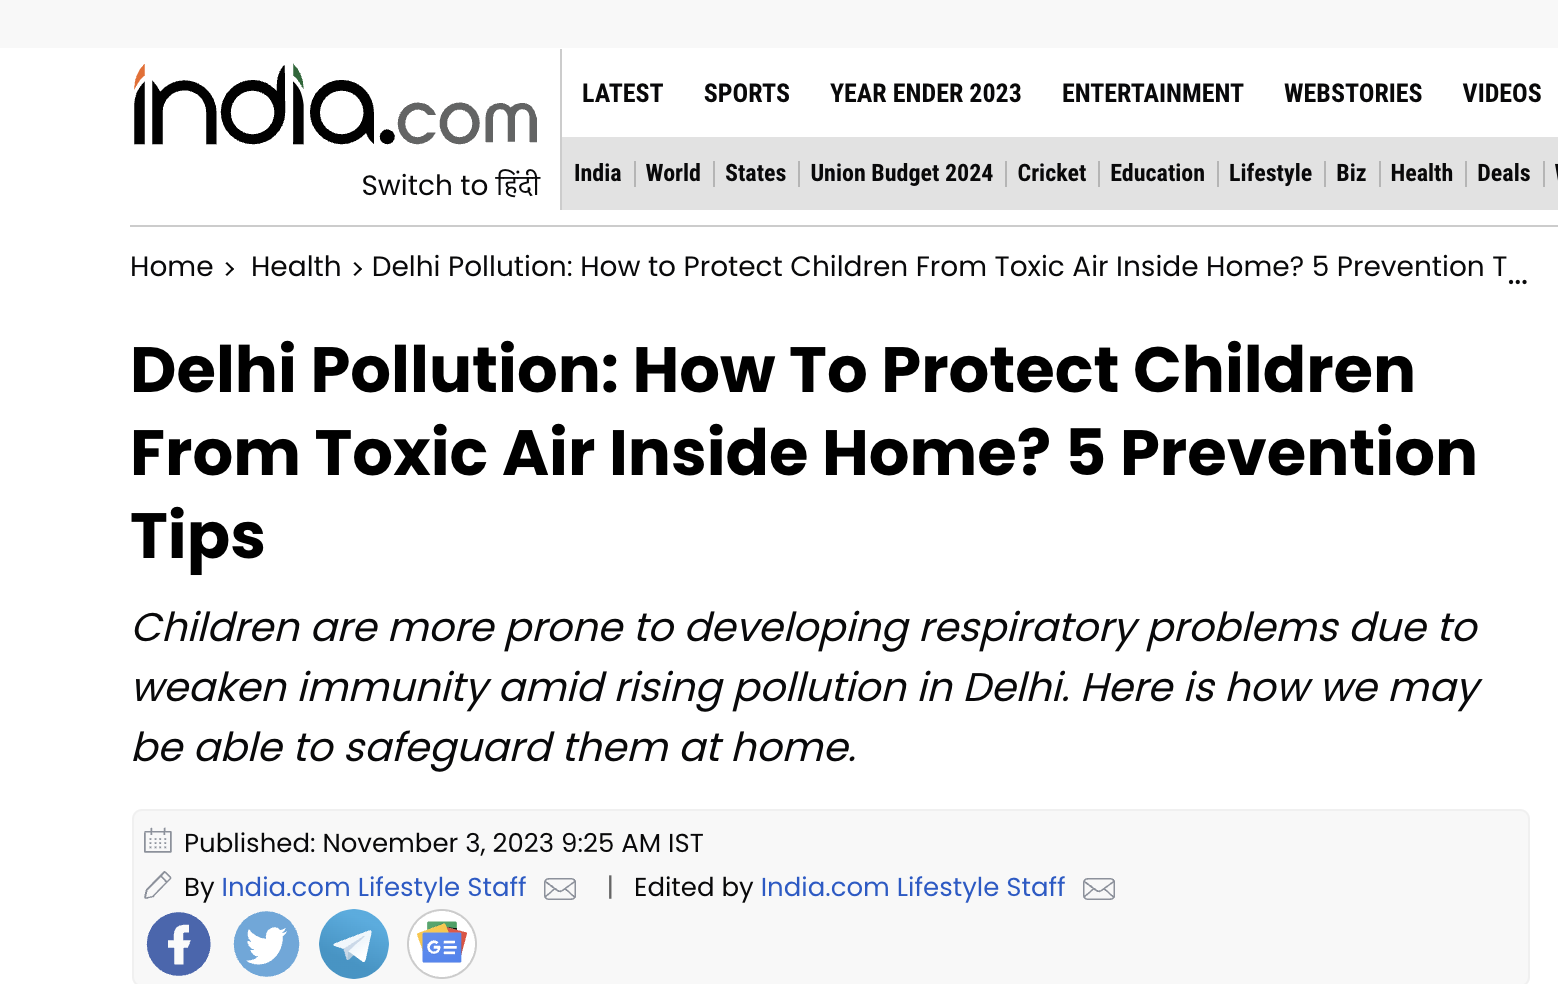 india.com
Switch to हिंदी
LATEST SPORTS YEAR ENDER 2023 ENTERTAINMENT WEBSTORIES VIDEOS
India World States Union Budget 2024 Cricket Education Lifestyle Biz Health Deals
Home › Health › Delhi Pollution: How to Protect Children From Toxic Air Inside Home? 5 Prevention T...
Delhi Pollution: How To Protect Children
From Toxic Air Inside Home? 5 Prevention
Tips
Children are more prone to developing respiratory problems due to
weaken immunity amid rising pollution in Delhi. Here is how we may
be able to safeguard them at home.
Published: November 3, 2023 9:25 AM IST
By India.com Lifestyle Staff | Edited by India.com Lifestyle Staff